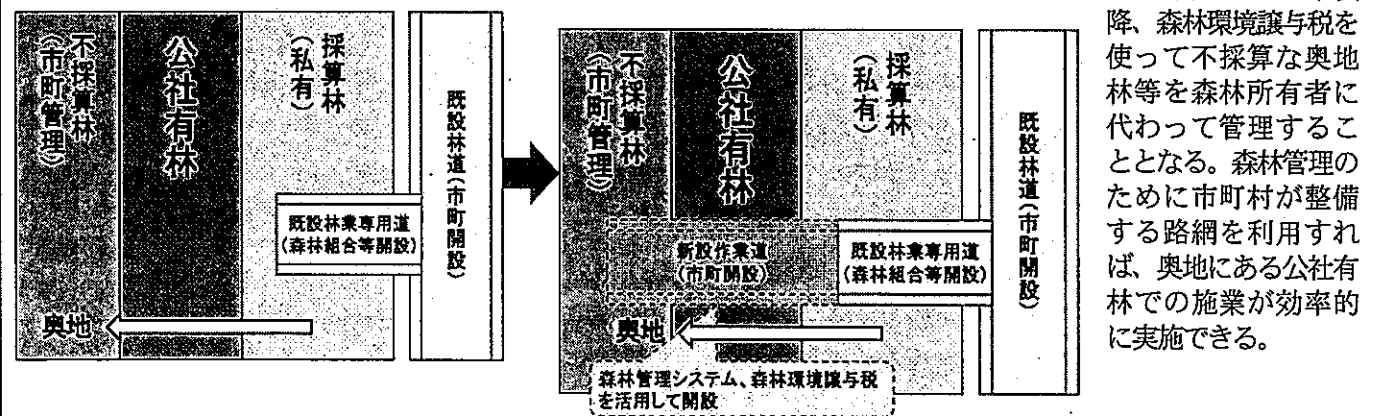 不採算林
(市町管理)
公社有林
採算林
(私有)
既設林業専用道
(森林組合等開設)
既設林道(市町開設)
奥地
不採算林
(市町管理)
公社有林
採算林
(私有)
新設作業道
(市町開設)
既設林業専用道
(森林組合等開設)
既設林道(市町開設)
奥地
森林管理システム、森林環境譲与税
を活用して開設
降、森林環境譲与税を
使って不採算な奥地
林等を森林所有者に
代わって管理するこ
ととなる。森林管理の
ために市町村が整備
する路網を利用すれ
ば、奥地にある公社有
林での施業が効率的
に実施できる。